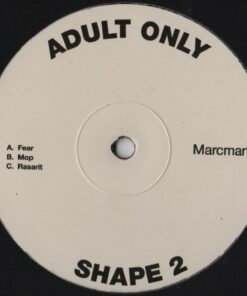 ADULT ONLY
A. Fear
B. Mop
C. Rasarit
Marcman
SHAPE 2